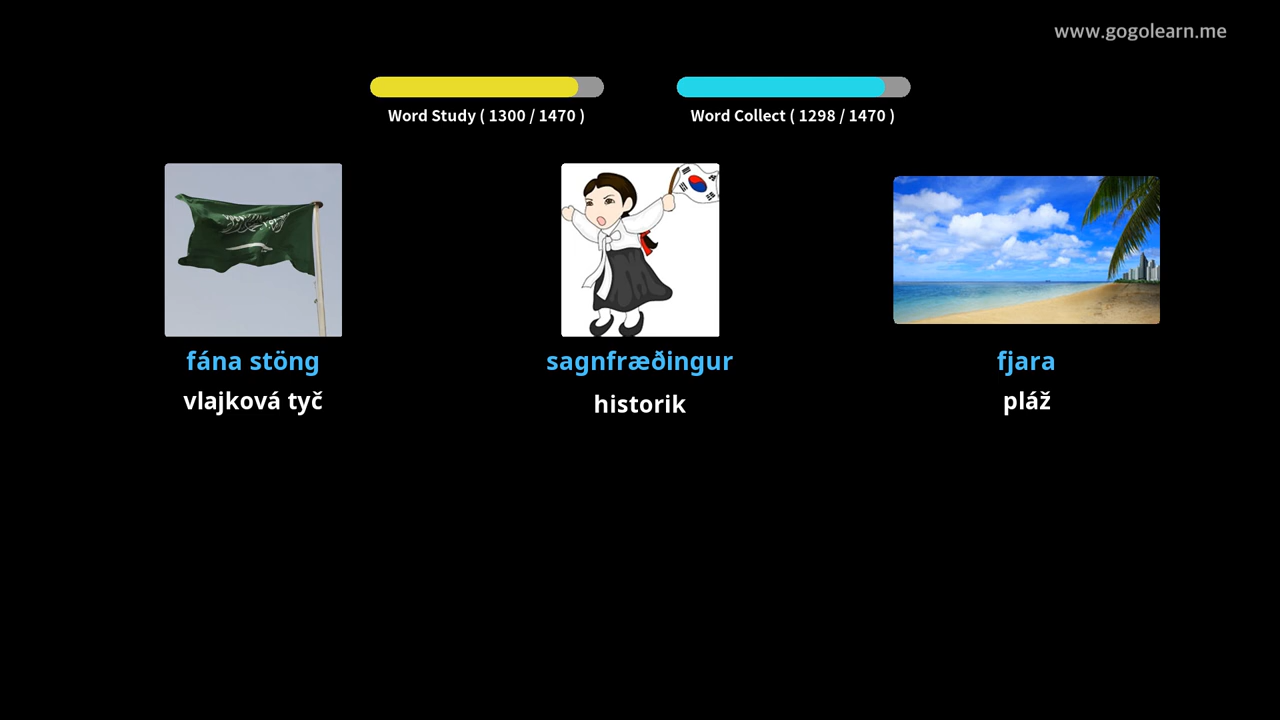 www.gogolearn.me
Word Study ( 1300 / 1470 )
Word Collect ( 1298 / 1470 )
fána stöng
vlajková tyč
sagnfræðingur
historik
fjara
pláž